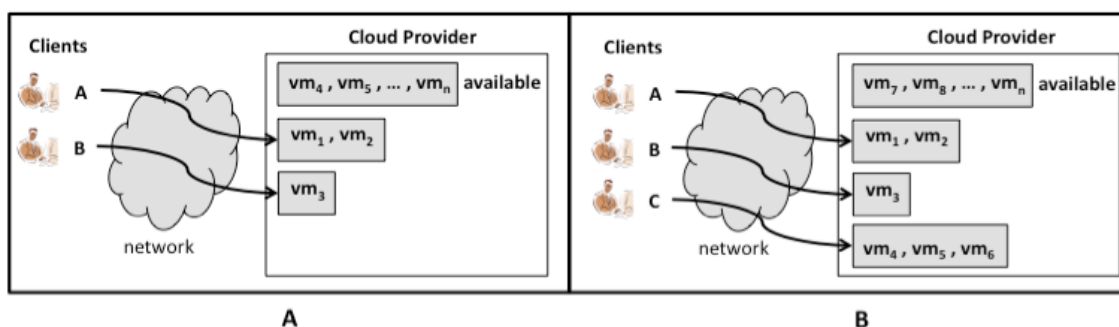 Cloud Provider
Clients
vm4 , vm5 , ... , vmn available
A
vm1 , vm2
B
vm3
network
A
Cloud Provider
Clients
vm7 , vm8 , ... , vmn available
A
vm1 , vm2
B
vm3
C
vm4 , vm5 , vm6
network
B